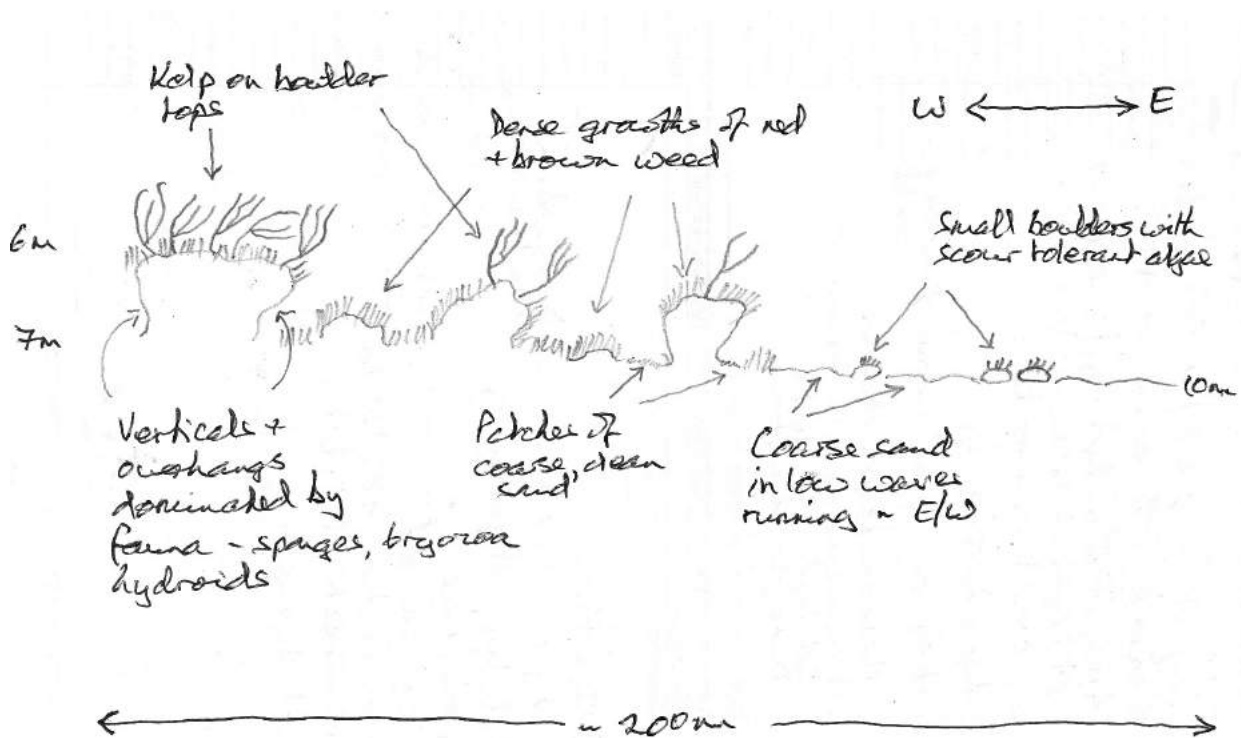 Kelp on boulder
tops
W E
Dense growths of red
+ brown weed
Small boulders with
scour tolerant algae
6m
7m
10m
Verticals +
overhangs
dominated by
fauna - sponges, bryozoa
hydroids
Patches of
coarse, clean
sand
Coarse sand
in low waves
running ~ E/W
~ 200m